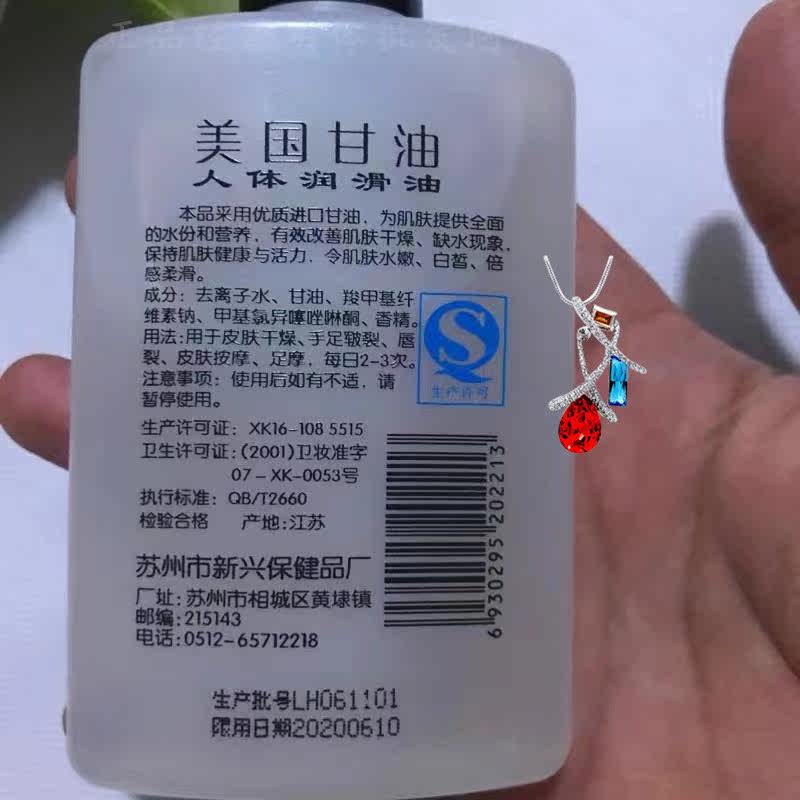 美国甘油
人体润滑油
本品采用优质进口甘油，为肌肤提供全面
的水份和营养，有效改善肌肤干燥、缺水现象，
保持肌肤健康与活力，令肌肤水嫩、白皙、倍
感柔滑。
成分：去离子水、甘油、羧甲基纤
维素钠、甲基氯异噻唑啉酮、香精。
用法：用于皮肤干燥、手足皲裂、唇
裂、皮肤按摩、足摩，每日2-3次。
注意事项：使用后如有不适，请
暂停使用。
生产许可
生产许可证：XK16-108 5515
卫生许可证：(2001)卫妆准字
07-XK-0053号
执行标准：QB/T2660
检验合格 产地：江苏
6 930295 202213
苏州市新兴保健品厂
厂址：苏州市相城区黄埭镇
邮编：215143
电话：0512-65712218
生产批号LH061101
限用日期20200610